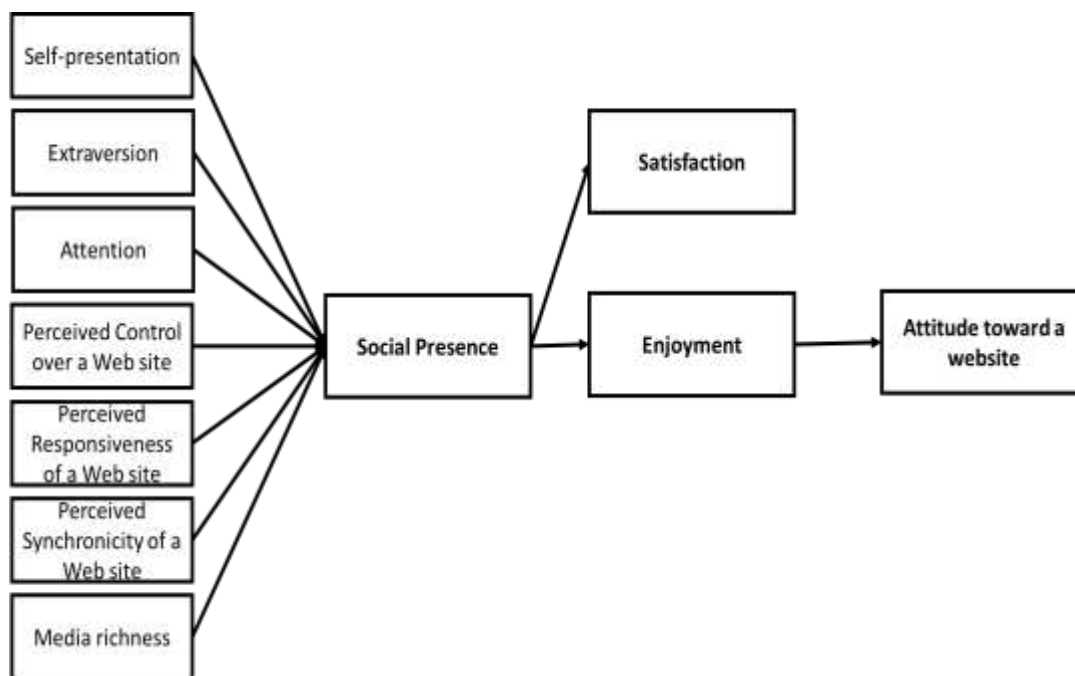 Self-presentation
Extraversion
Attention
Perceived Control
over a Web site
Perceived
Responsiveness
of a Web site
Perceived
Synchronicity of a
Web site
Media richness
Social Presence
Satisfaction
Enjoyment
Attitude toward a
website